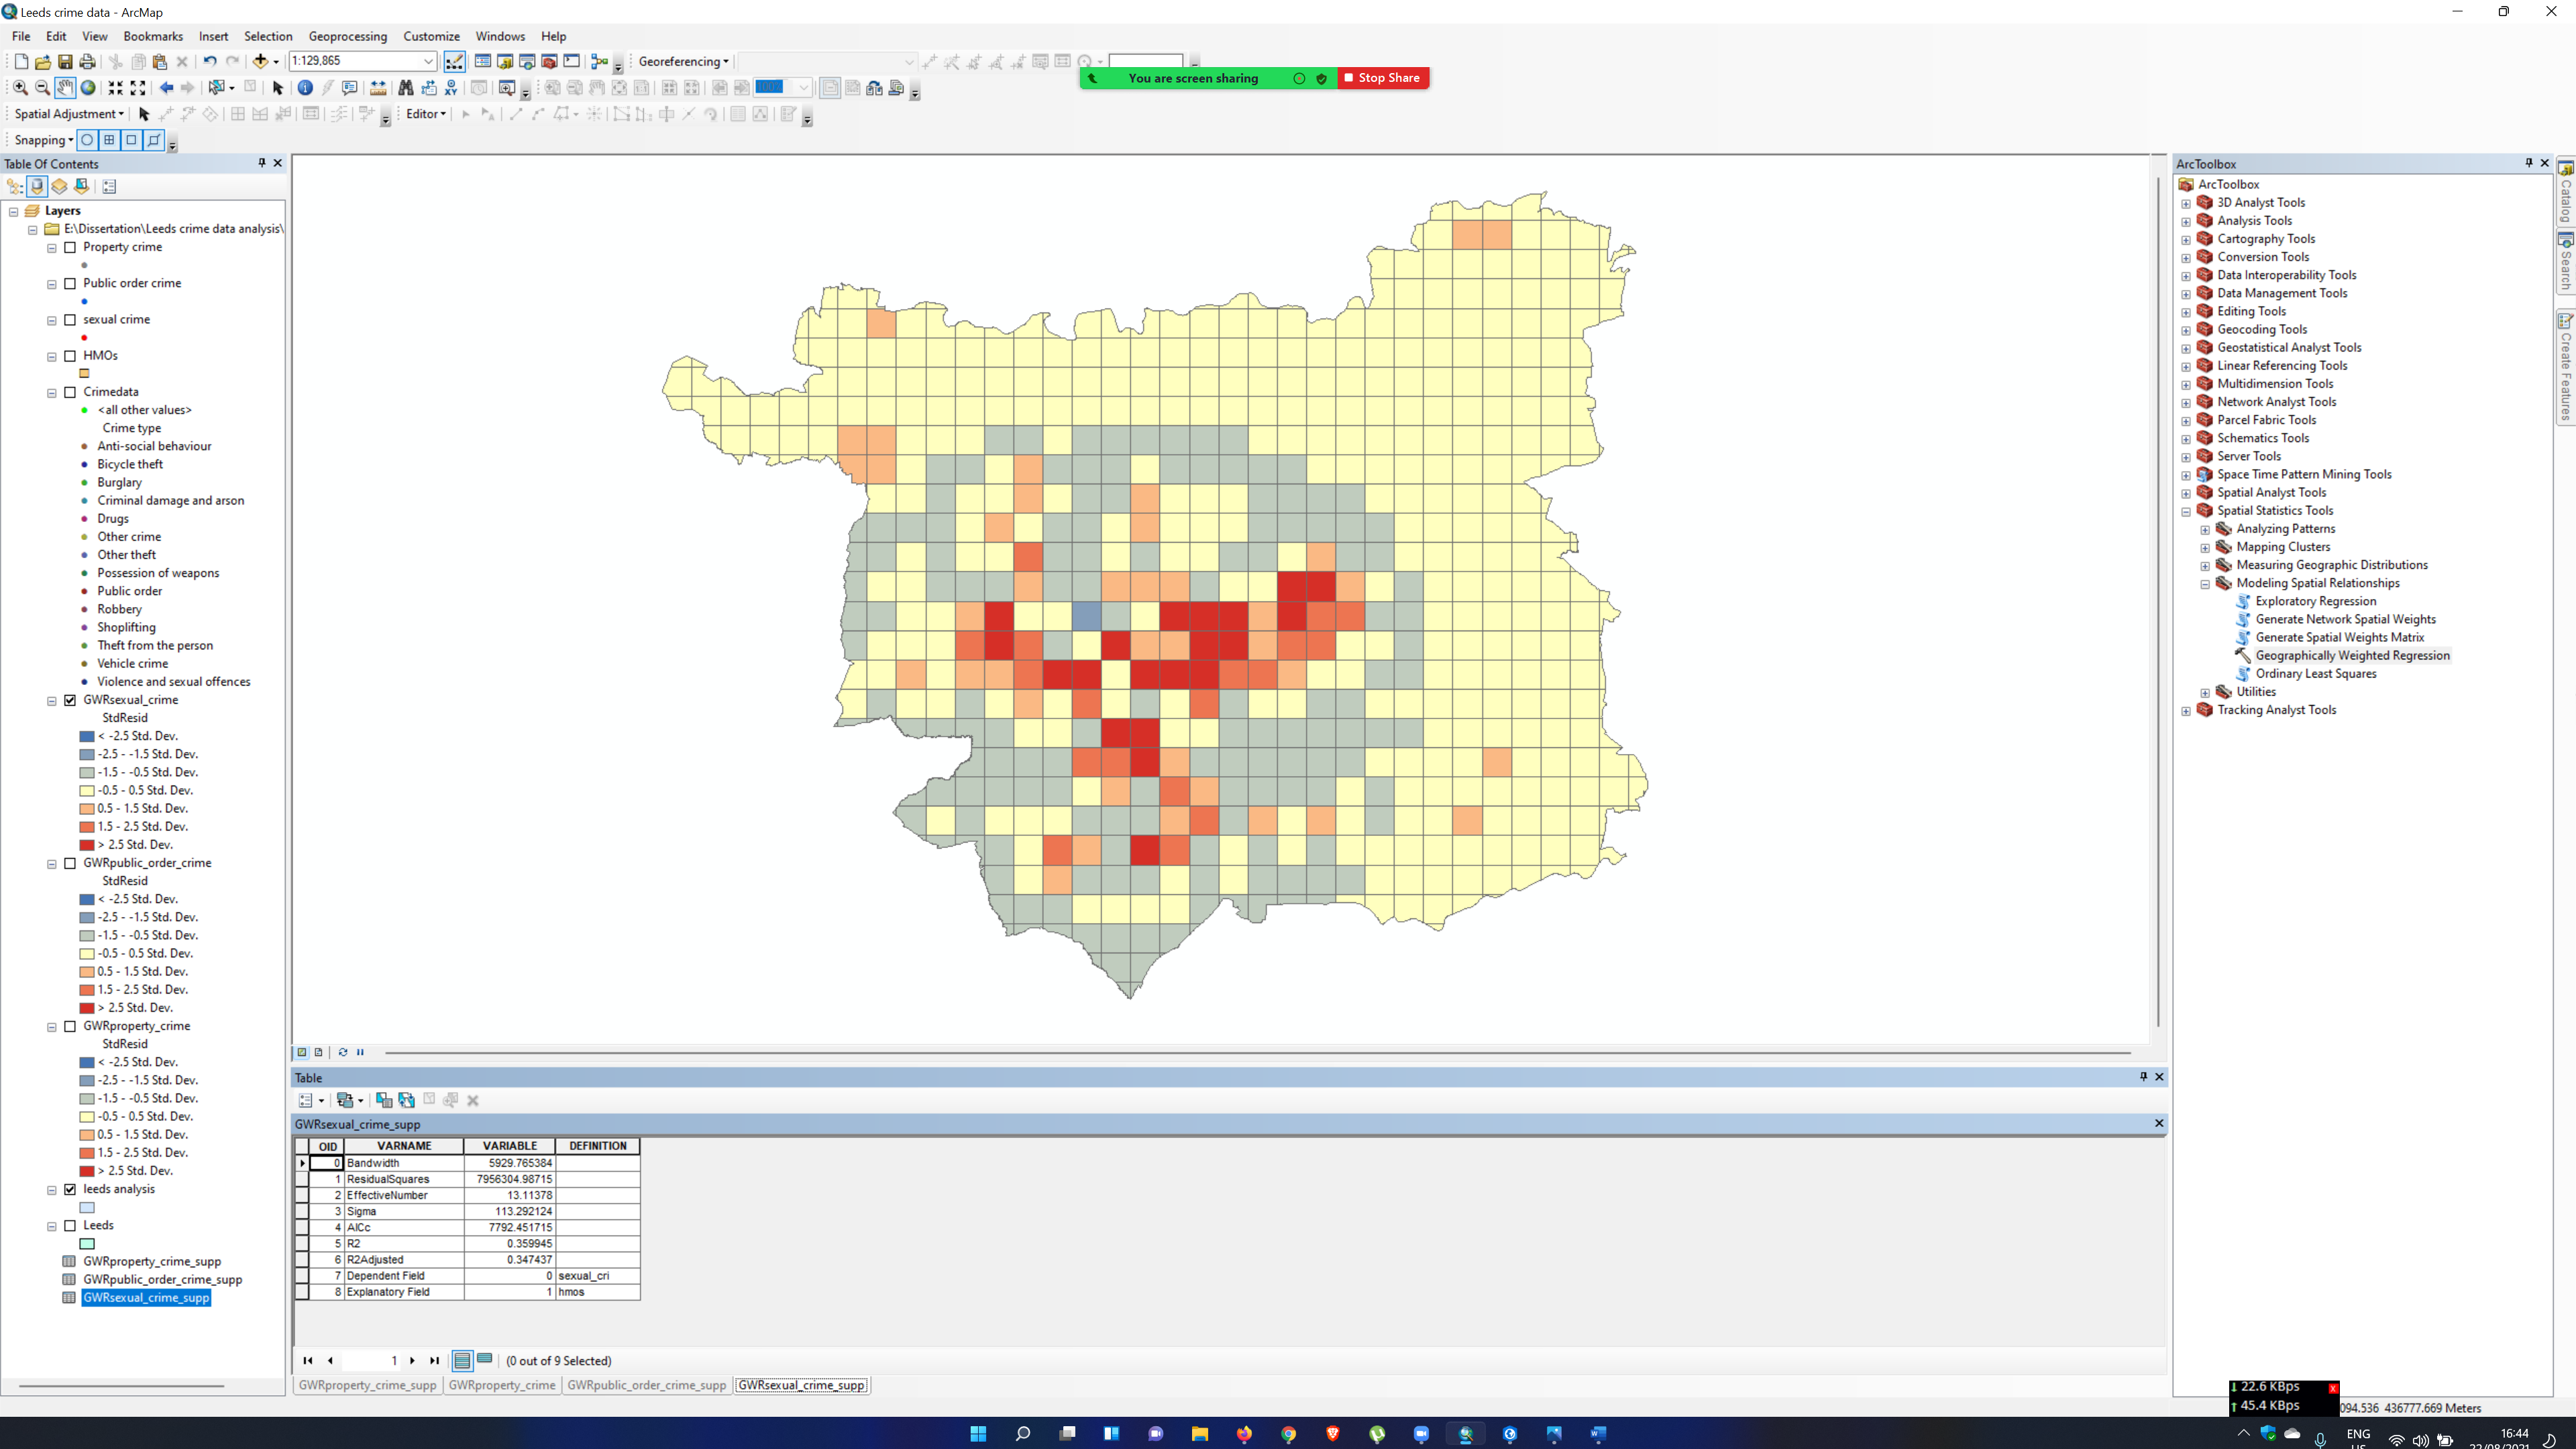 Leeds crime data - ArcMap
File Edit View Bookmarks Insert Selection Geoprocessing Customize Windows Help
1:129,865
Georeferencing
You are screen sharing
Stop Share
Spatial Adjustment
Editor
Snapping
Table Of Contents
Layers
E:\Dissertation\Leeds crime data analysis\
Property crime
Public order crime
sexual crime
HMOs
Crimedata
<all other values>
Crime type
Anti-social behaviour
Bicycle theft
Burglary
Criminal damage and arson
Drugs
Other crime
Other theft
Possession of weapons
Public order
Robbery
Shoplifting
Theft from the person
Vehicle crime
Violence and sexual offences
GWRsexual_crime
StdResid
< -2.5 Std. Dev.
-2.5 - -1.5 Std. Dev.
-1.5 - -0.5 Std. Dev.
-0.5 - 0.5 Std. Dev.
0.5 - 1.5 Std. Dev.
1.5 - 2.5 Std. Dev.
> 2.5 Std. Dev.
GWRpublic_order_crime
StdResid
< -2.5 Std. Dev.
-2.5 - -1.5 Std. Dev.
-1.5 - -0.5 Std. Dev.
-0.5 - 0.5 Std. Dev.
0.5 - 1.5 Std. Dev.
1.5 - 2.5 Std. Dev.
> 2.5 Std. Dev.
GWRproperty_crime
StdResid
< -2.5 Std. Dev.
-2.5 - -1.5 Std. Dev.
-1.5 - -0.5 Std. Dev.
-0.5 - 0.5 Std. Dev.
0.5 - 1.5 Std. Dev.
1.5 - 2.5 Std. Dev.
> 2.5 Std. Dev.
leeds analysis
Leeds
GWRproperty_crime_supp
GWRpublic_order_crime_supp
GWRsexual_crime_supp
Table
GWRsexual_crime_supp
OID VARNAME VARIABLE DEFINITION
0 Bandwidth 5929.765384
1 ResidualSquares 7956304.98715
2 EffectiveNumber 13.11378
3 Sigma 113.292124
4 AICc 7792.451715
5 R2 0.359945
6 R2Adjusted 0.347437
7 Dependent Field 0 sexual_cri
8 Explanatory Field 1 hmos
1 (0 out of 9 Selected)
GWRproperty_crime_supp GWRproperty_crime GWRpublic_order_crime_supp GWRsexual_crime_supp
ArcToolbox
ArcToolbox
3D Analyst Tools
Analysis Tools
Cartography Tools
Conversion Tools
Data Interoperability Tools
Data Management Tools
Editing Tools
Geocoding Tools
Geostatistical Analyst Tools
Linear Referencing Tools
Multidimension Tools
Network Analyst Tools
Parcel Fabric Tools
Schematics Tools
Server Tools
Space Time Pattern Mining Tools
Spatial Analyst Tools
Spatial Statistics Tools
Analyzing Patterns
Mapping Clusters
Measuring Geographic Distributions
Modeling Spatial Relationships
Exploratory Regression
Generate Network Spatial Weights
Generate Spatial Weights Matrix
Geographically Weighted Regression
Ordinary Least Squares
Utilities
Tracking Analyst Tools
Catalog
Search
Create Features
22.6 KBps
45.4 KBps
094.536 436777.669 Meters
ENG
16:44
22/08/2021